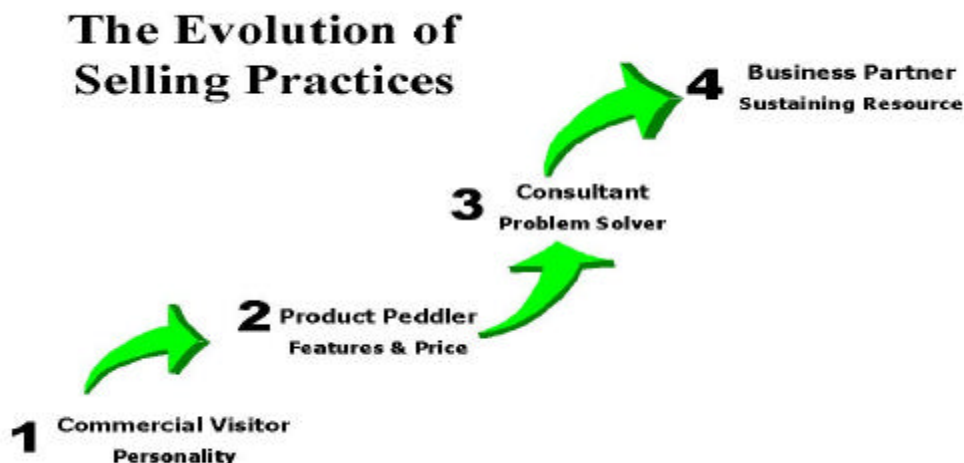 The Evolution of
Selling Practices
4 Business Partner
Sustaining Resource
3 Consultant
Problem Solver
2 Product Peddler
Features & Price
1 Commercial Visitor
Personality